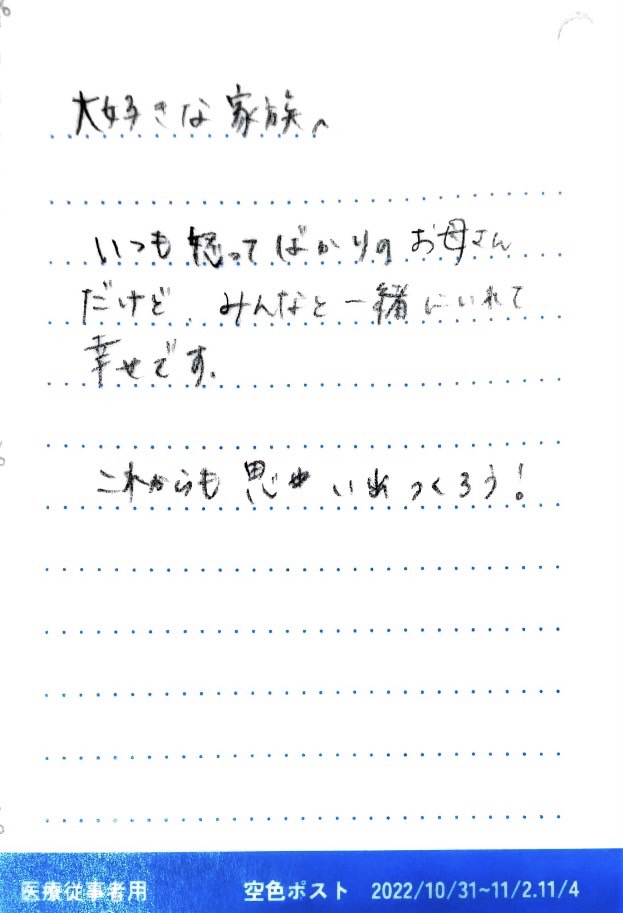 大好きな家族へ
いつも怒ってばかりのお母さん
だけど、みんなと一緒にいれて
幸せです。
これからも思い出つくろう!
医療従事者用 空色ポスト 2022/10/31~11/2.11/4